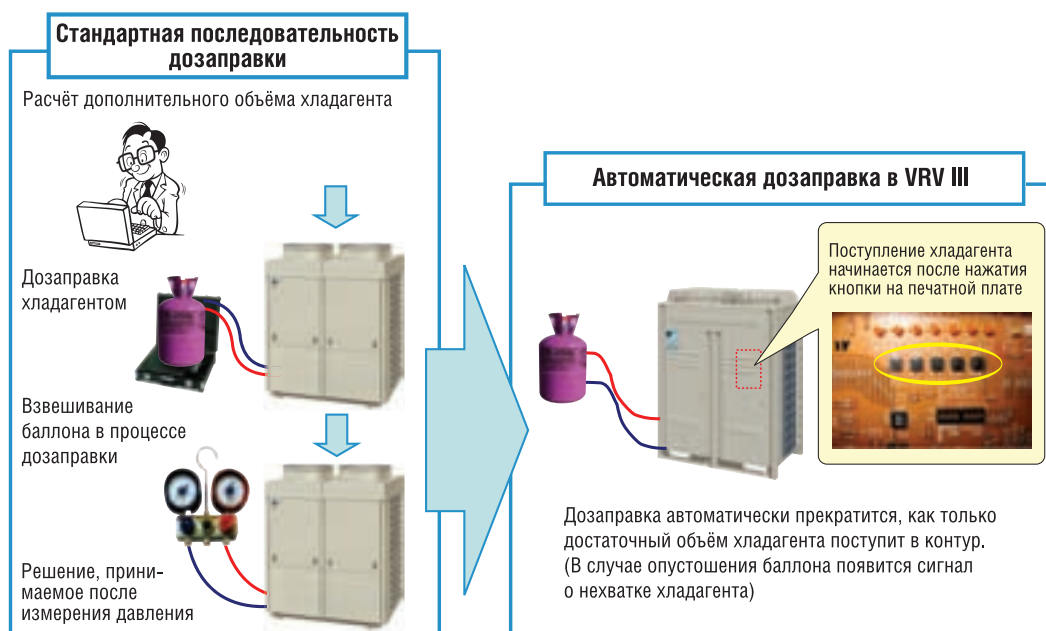 Стандартная последовательность
дозаправки
Расчёт дополнительного объёма хладагента
Дозаправка
хладагентом
Взвешивание
баллона в процессе
дозаправки
Решение, прини-
маемое после
измерения давления
Автоматическая дозаправка в VRV III
Поступление хладагента
начинается после нажатия
кнопки на печатной плате
Дозаправка автоматически прекратится, как только
достаточный объём хладагента поступит в контур.
(В случае опустошения баллона появится сигнал
о нехватке хладагента)